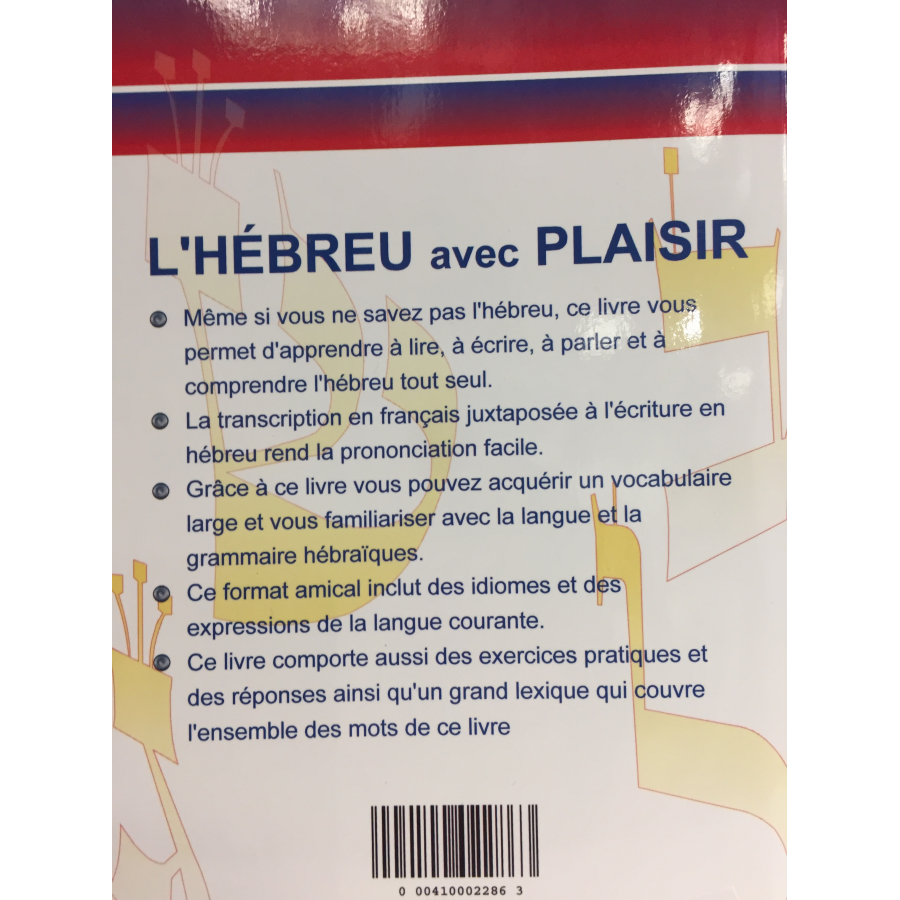 L'HÉBREU avec PLAISIR
Même si vous ne savez pas l'hébreu, ce livre vous
permet d'apprendre à lire, à écrire, à parler et à
comprendre l'hébreu tout seul.
La transcription en français juxtaposée à l'écriture en
hébreu rend la prononciation facile.
Grâce à ce livre vous pouvez acquérir un vocabulaire
large et vous familiariser avec la langue et la
grammaire hébraïques.
Ce format amical inclut des idiomes et des
expressions de la langue courante.
Ce livre comporte aussi des exercices pratiques et
des réponses ainsi qu'un grand lexique qui couvre
l'ensemble des mots de ce livre
0 00410002286 3